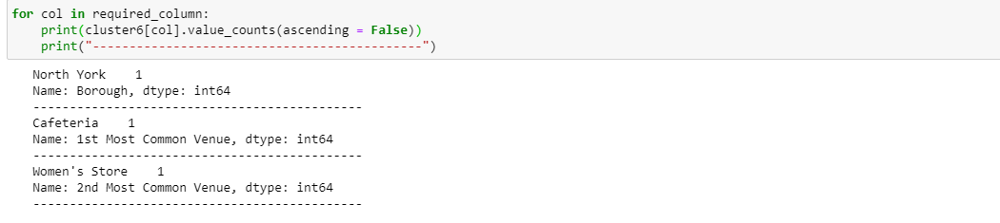 for col in required_column:
    print(cluster6[col].value_counts(ascending = False))
    print("---------------------------------------------")
North York    1
Name: Borough, dtype: int64
---------------------------------------------
Cafeteria    1
Name: 1st Most Common Venue, dtype: int64
---------------------------------------------
Women's Store    1
Name: 2nd Most Common Venue, dtype: int64
---------------------------------------------